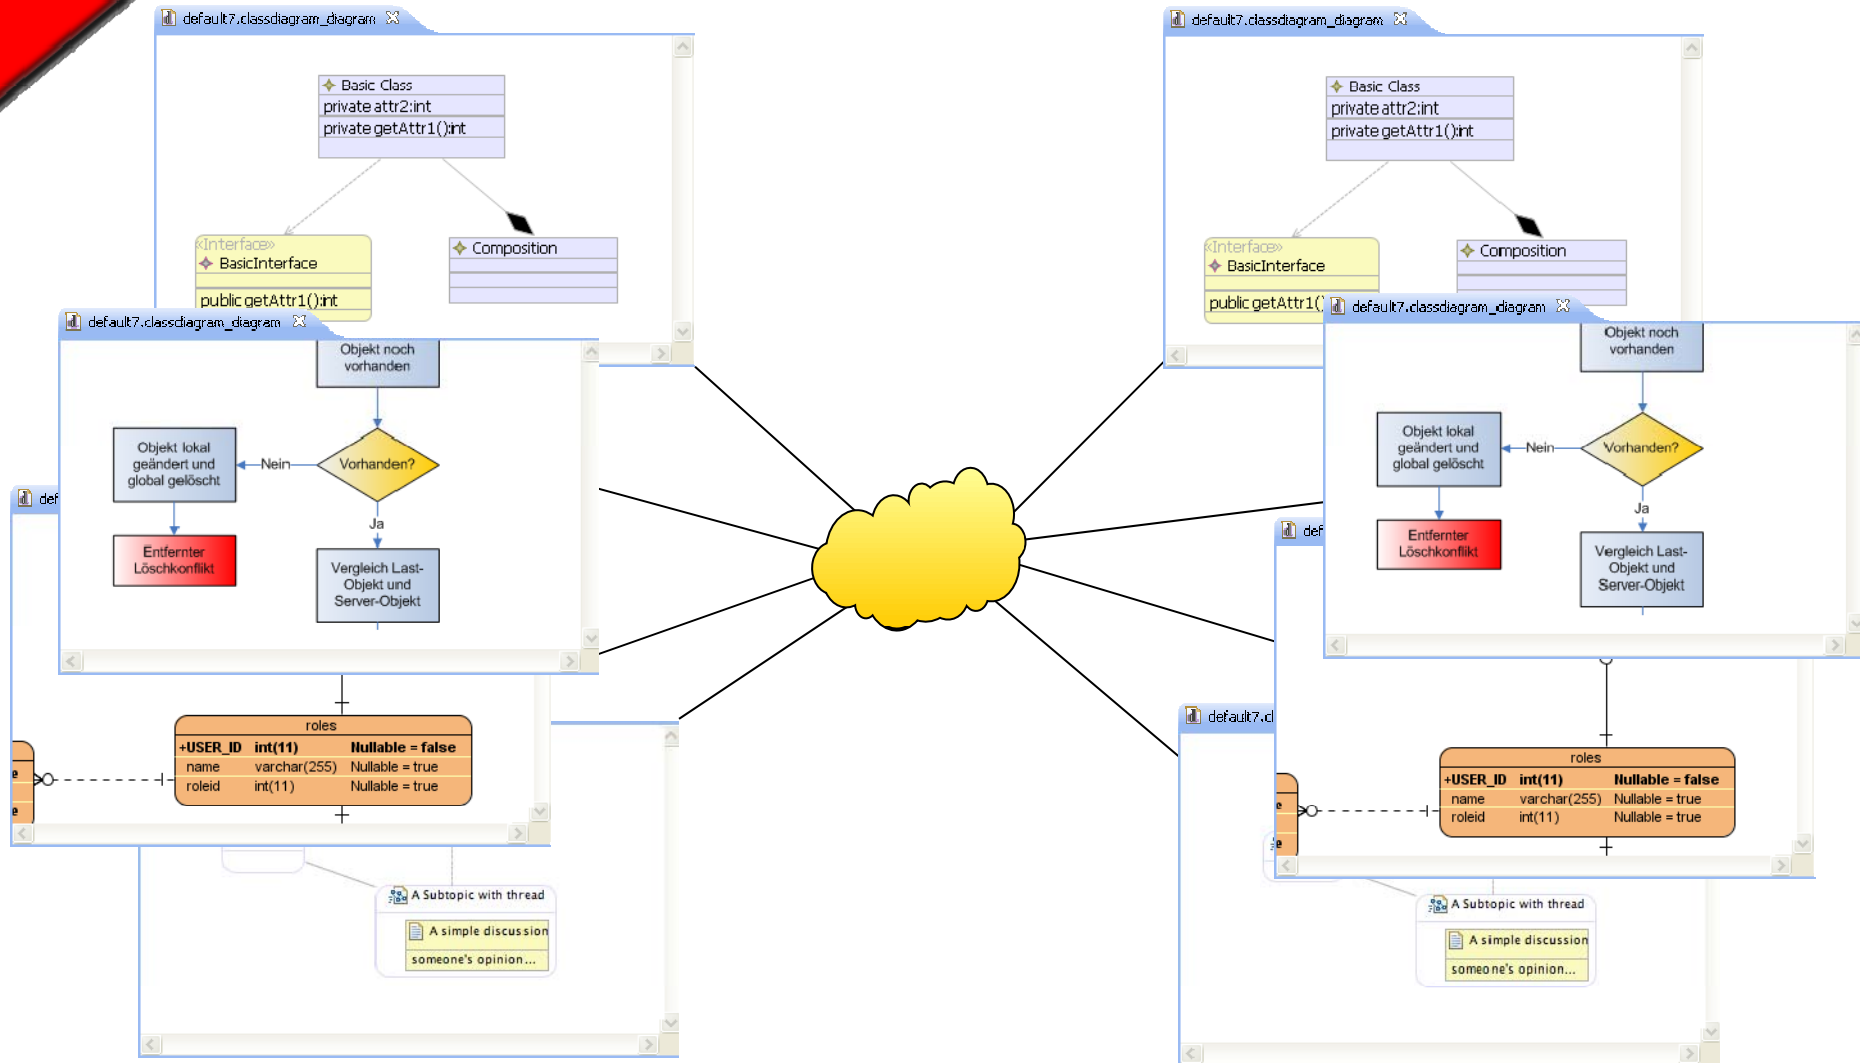 default7.classdiagram_diagram
Basic Class
private attr2:int
private getAttr1():int
«Interface»
BasicInterface
public getAttr1():int
Composition
default7.classdiagram_diagram
Objekt noch
vorhanden
Vorhanden?
Nein
Objekt lokal
geändert und
global gelöscht
Entfernter
Löschkonflikt
Ja
Vergleich Last-
Objekt und
Server-Objekt
def
roles
+USER_ID int(11) Nullable = false
name varchar(255) Nullable = true
roleid int(11) Nullable = true
e
e
A Subtopic with thread
A simple discussion
someone's opinion...
default7.classdiagram_diagram
Basic Class
private attr2:int
private getAttr1():int
«Interface»
BasicInterface
public getAttr1()
Composition
default7.classdiagram_diagram
Objekt noch
vorhanden
Vorhanden?
Nein
Objekt lokal
geändert und
global gelöscht
Entfernter
Löschkonflikt
Ja
Vergleich Last-
Objekt und
Server-Objekt
def
roles
+USER_ID int(11) Nullable = false
name varchar(255) Nullable = true
roleid int(11) Nullable = true
e
e
default7.cl
A Subtopic with thread
A simple discussion
someone's opinion...